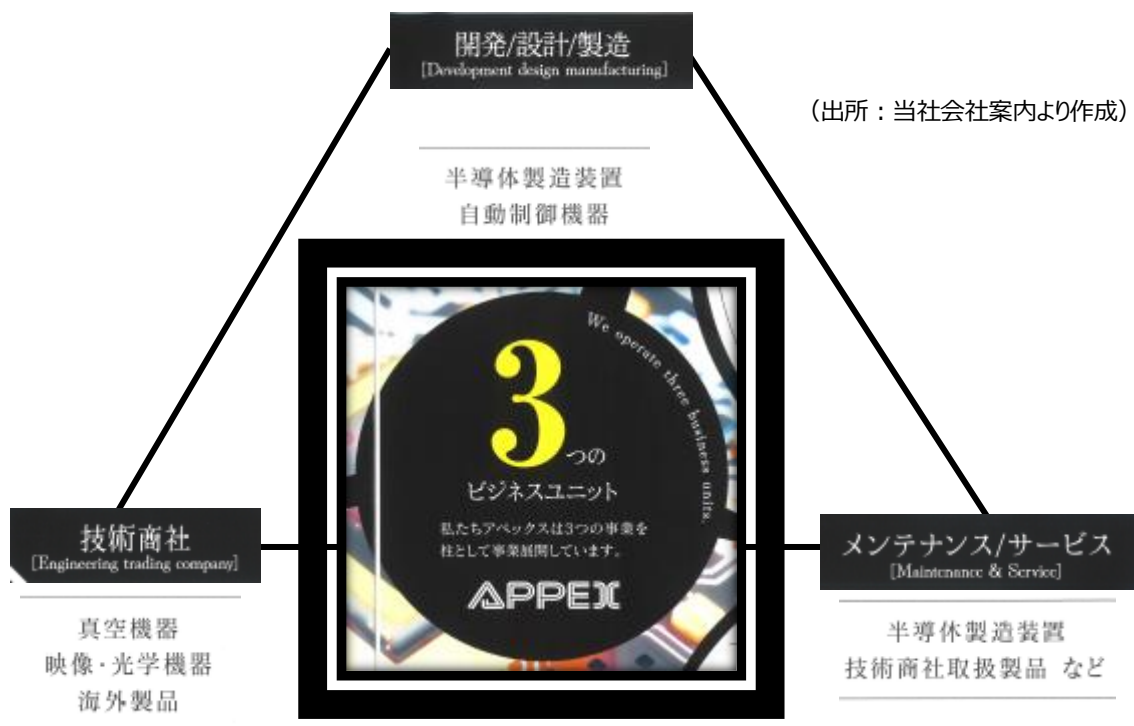 開発/設計/製造
[Development design manufacturing]
(出所：当社会社案内より作成)
半導体製造装置
自動制御機器
We operate three business units.
3つの
ビジネスユニット
私たちアペックスは3つの事業を
柱として事業展開しています。
APPEX
技術商社
[Engineering trading company]
真空機器
映像・光学機器
海外製品
メンテナンス/サービス
[Maintenance & Service]
半導体製造装置
技術商社取扱製品 など